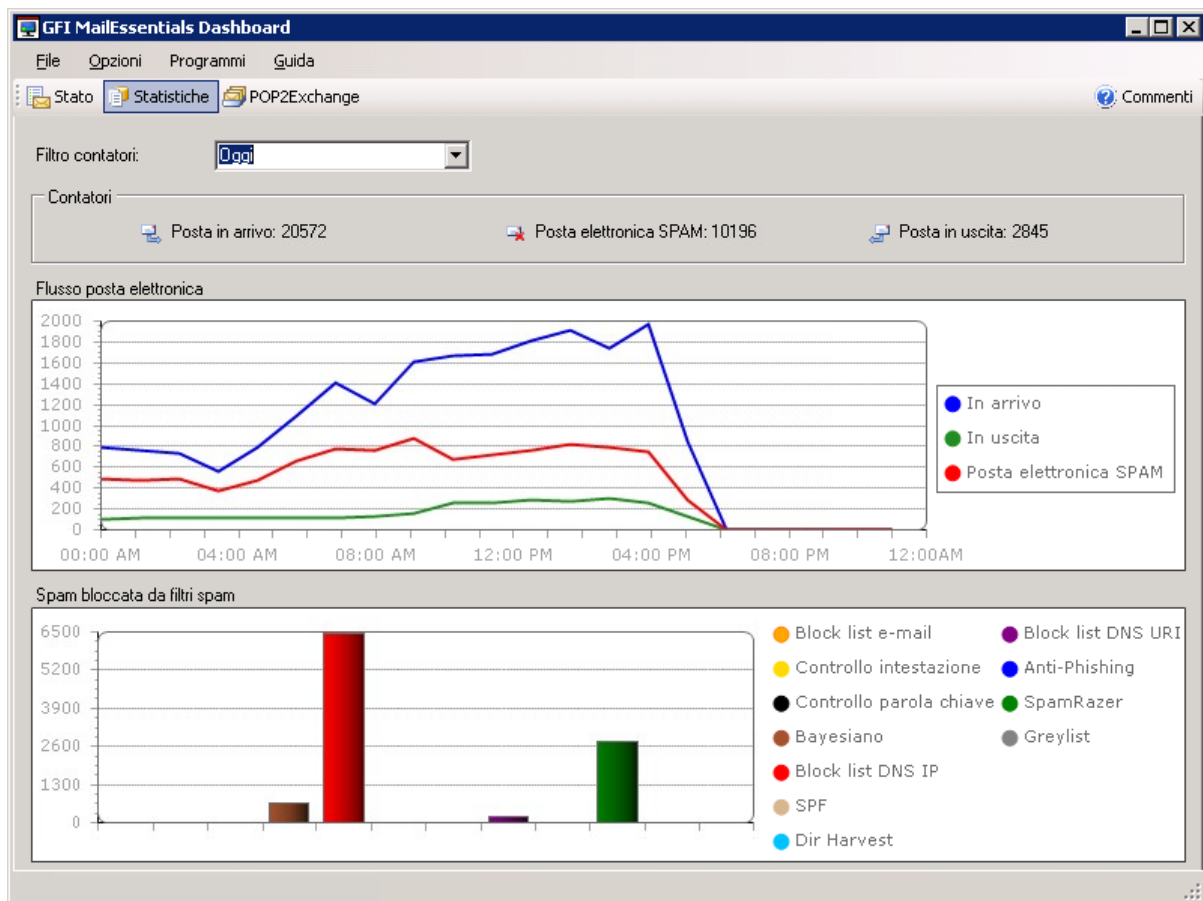 GFI MailEssentials Dashboard
File Opzioni Programmi Guida
Stato Statistiche POP2Exchange Commenti
Filtro contatori: Oggi
Contatori
Posta in arrivo: 20572 Posta elettronica SPAM: 10196 Posta in uscita: 2845
Flusso posta elettronica
2000
1800
1600
1400
1200
1000
800
600
400
200
0
00:00 AM 04:00 AM 08:00 AM 12:00 PM 04:00 PM 08:00 PM 12:00AM
In arrivo
In uscita
Posta elettronica SPAM
Spam bloccata da filtri spam
6500
5200
3900
2600
1300
0
Block list e-mail Block list DNS URI
Controllo intestazione Anti-Phishing
Controllo parola chiave SpamRazer
Bayesiano Greylist
Block list DNS IP
SPF
Dir Harvest